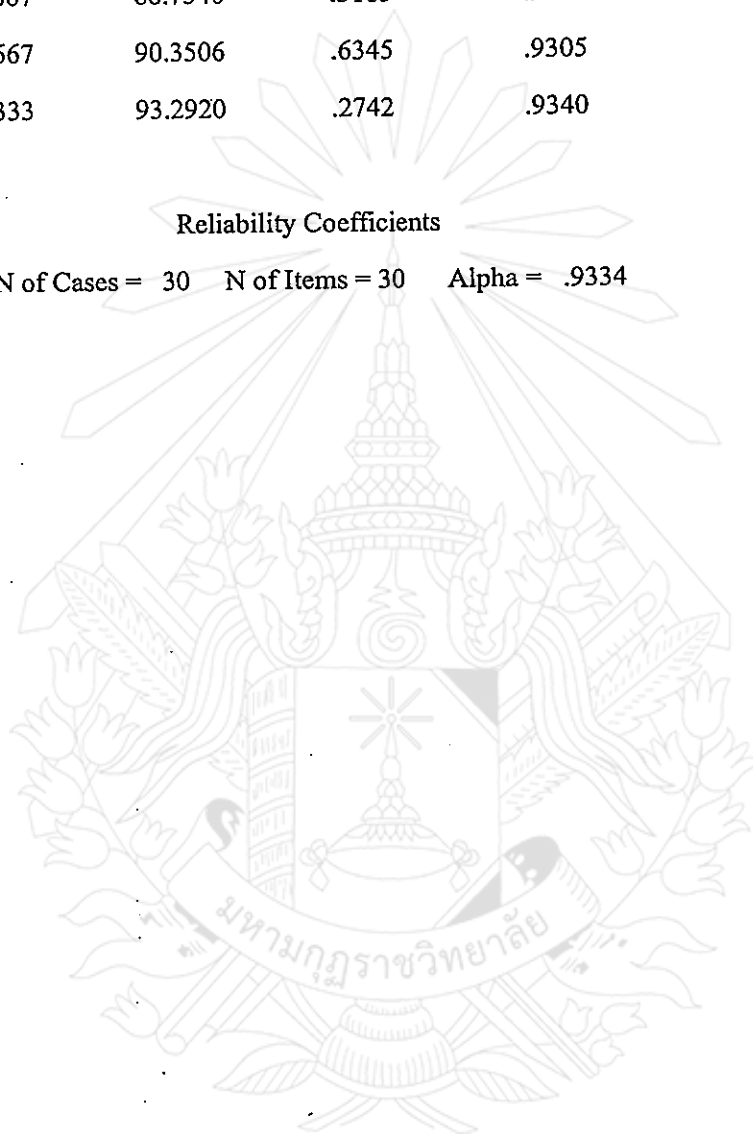 567 90.3506 .6345 .9305
333 93.2920 .2742 .9340
Reliability Coefficients
N of Cases = 30 N of Items = 30 Alpha = .9334
มหามกุฏราชวิทยาลัย